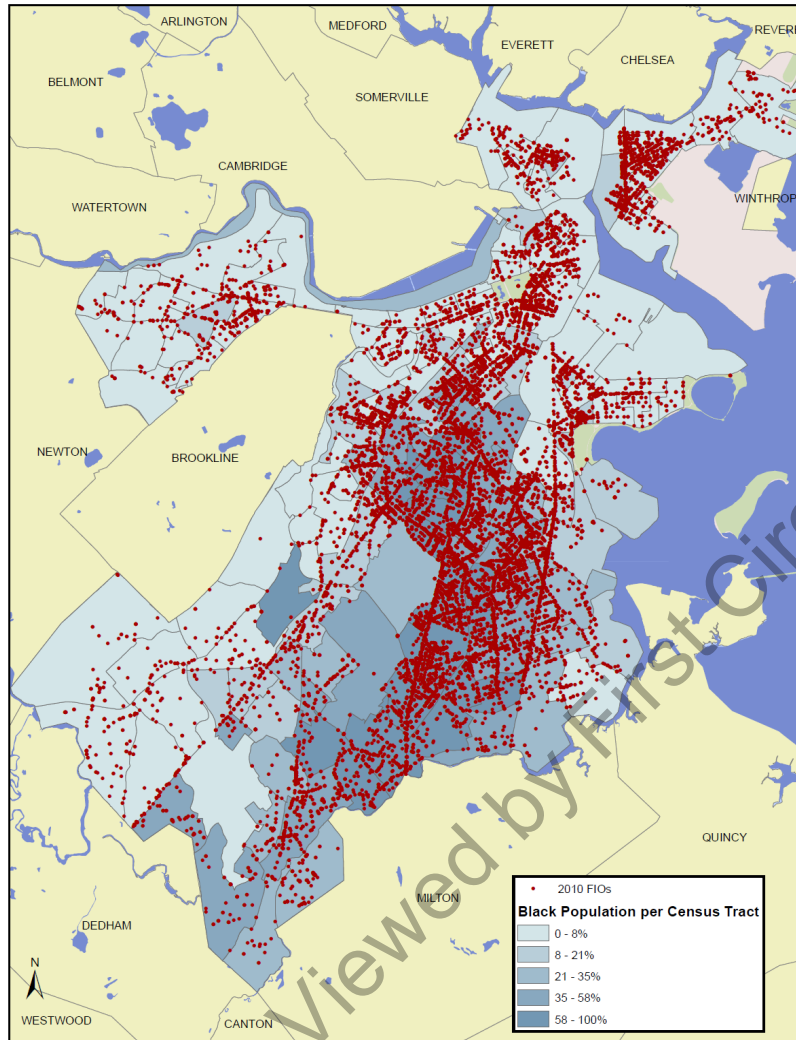 ARLINGTON
MEDFORD
EVERETT
REVER
CHELSEA
BELMONT
SOMERVILLE
CAMBRIDGE
WATERTOWN
WINTHROP
NEWTON
BROOKLINE
QUINCY
MILTON
DEDHAM
WESTWOOD
CANTON
N
2010 FIOs
Black Population per Census Tract
0 - 8%
8 - 21%
21 - 35%
35 - 58%
58 - 100%
Viewed by First Circ